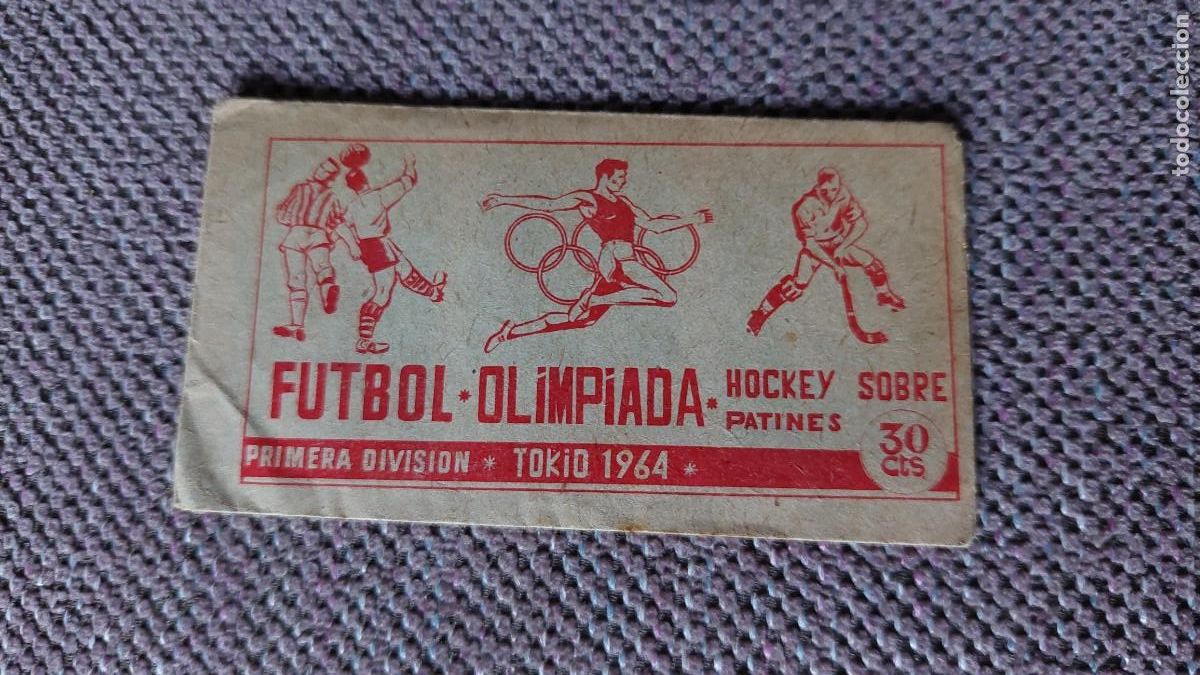 FUTBOL * OLiMPiADA * HOCKEY SOBRE
PATINES
30
cts
PRIMERA DIVISION * TOKiO 1964 *
todocoleccion